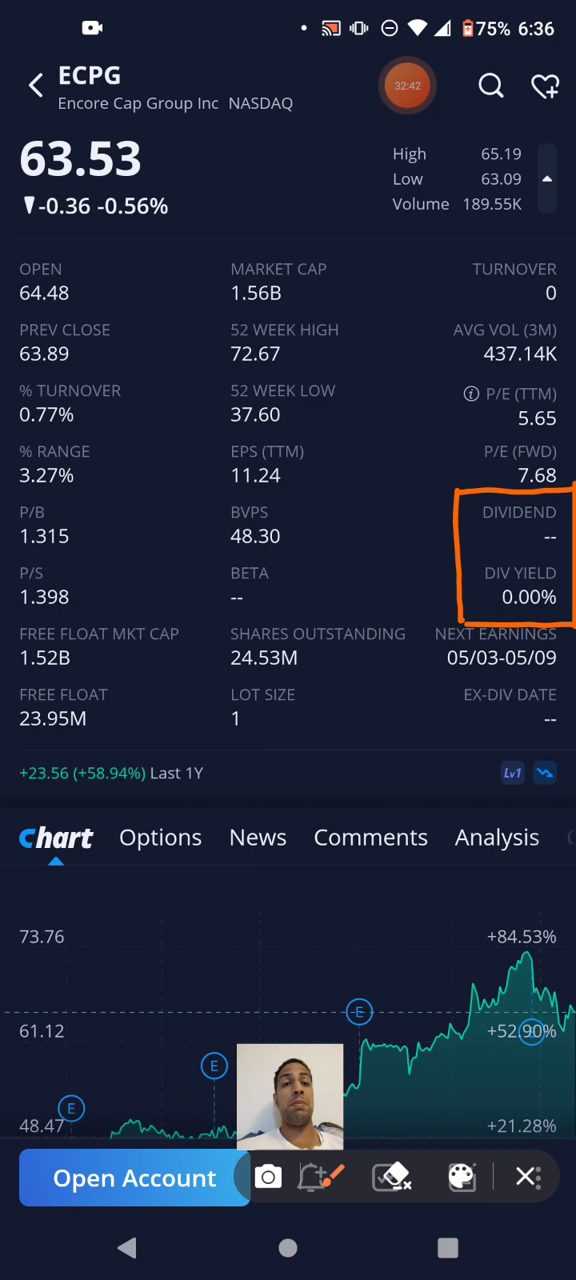 75% 6:36
ECPG
Encore Cap Group Inc NASDAQ
32:42
63.53
-0.36 -0.56%
High 65.19
Low 63.09
Volume 189.55K
OPEN MARKET CAP TURNOVER
64.48 1.56B 0
PREV CLOSE 52 WEEK HIGH AVG VOL (3M)
63.89 72.67 437.14K
% TURNOVER 52 WEEK LOW P/E (TTM)
0.77% 37.60 5.65
% RANGE EPS (TTM) P/E (FWD)
3.27% 11.24 7.68
P/B BVPS DIVIDEND
1.315 48.30 --
P/S BETA DIV YIELD
1.398 -- 0.00%
FREE FLOAT MKT CAP SHARES OUTSTANDING NEXT EARNINGS
1.52B 24.53M 05/03-05/09
FREE FLOAT LOT SIZE EX-DIV DATE
23.95M 1 --
+23.56 (+58.94%) Last 1Y Lv1
Chart Options News Comments Analysis
73.76 +84.53%
E
61.12 +52.90%
E
E
48.47 +21.28%
Open Account